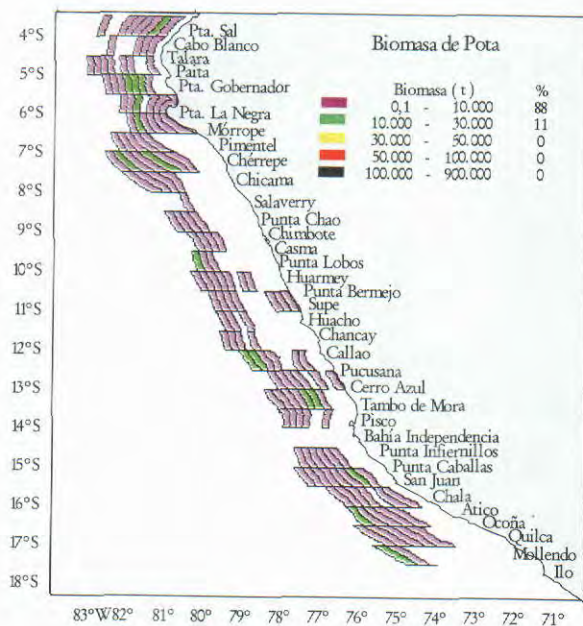 Biomasa de Pota
Biomasa ( t ) %
0,1 - 10.000 88
10.000 - 30.000 11
30.000 - 50.000 0
50.000 - 100.000 0
100.000 - 900.000 0
4°S
5°S
6°S
7°S
8°S
9°S
10°S
11°S
12°S
13°S
14°S
15°S
16°S
17°S
18°S
Pta. Sal
Cabo Blanco
Talara
Paita
Pta. Gobernador
Pta. La Negra
Mórrope
Pimentel
Chérrepe
Chicama
Salaverry
Punta Chao
Chimbote
Casma
Punta Lobos
Huarmey
Punta Bermejo
Supe
Huacho
Chancay
Callao
Pucusana
Cerro Azul
Tambo de Mora
Pisco
Bahía Independencia
Punta Infiernillos
Punta Caballas
San Juan
Chala
Atico
Ocoña
Quilca
Mollendo
Ilo
83°W 82° 81° 80° 79° 78° 77° 76° 75° 74° 73° 72° 71°